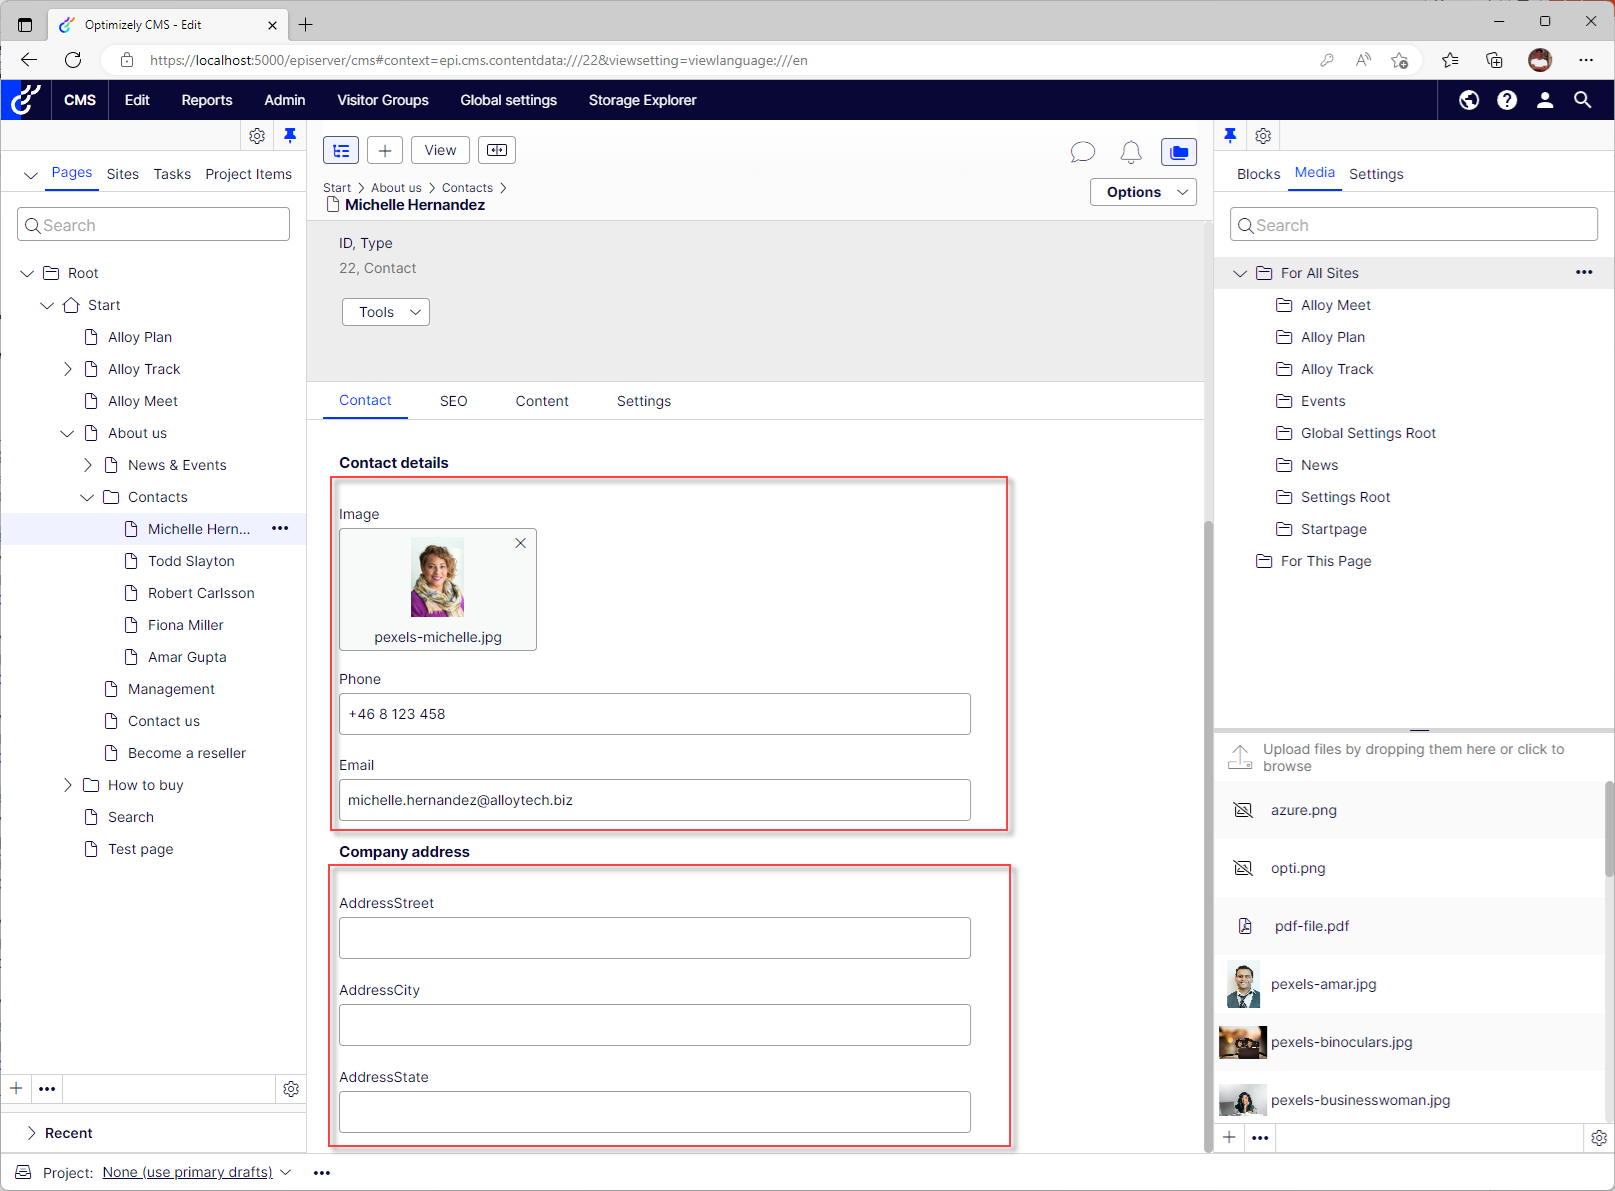 Optimizely CMS - Edit
https://localhost:5000/episerver/cms#context=epi.cms.contentdata:///22&viewsetting=viewlanguage:///en
CMS
Edit
Reports
Admin
Visitor Groups
Global settings
Storage Explorer
Pages
Sites
Tasks
Project Items
Search
Root
Start
Alloy Plan
Alloy Track
Alloy Meet
About us
News & Events
Contacts
Michelle Hern...
Todd Slayton
Robert Carlsson
Fiona Miller
Amar Gupta
Management
Contact us
Become a reseller
How to buy
Search
Test page
Recent
Project: None (use primary drafts)
View
Start > About us > Contacts >
Michelle Hernandez
Options
ID, Type
22, Contact
Tools
Contact
SEO
Content
Settings
Contact details
Image
pexels-michelle.jpg
Phone
+46 8 123 458
Email
michelle.hernandez@alloytech.biz
Company address
AddressStreet
AddressCity
AddressState
Blocks
Media
Settings
Search
For All Sites
Alloy Meet
Alloy Plan
Alloy Track
Events
Global Settings Root
News
Settings Root
Startpage
For This Page
Upload files by dropping them here or click to
browse
azure.png
opti.png
pdf-file.pdf
pexels-amar.jpg
pexels-binoculars.jpg
pexels-businesswoman.jpg